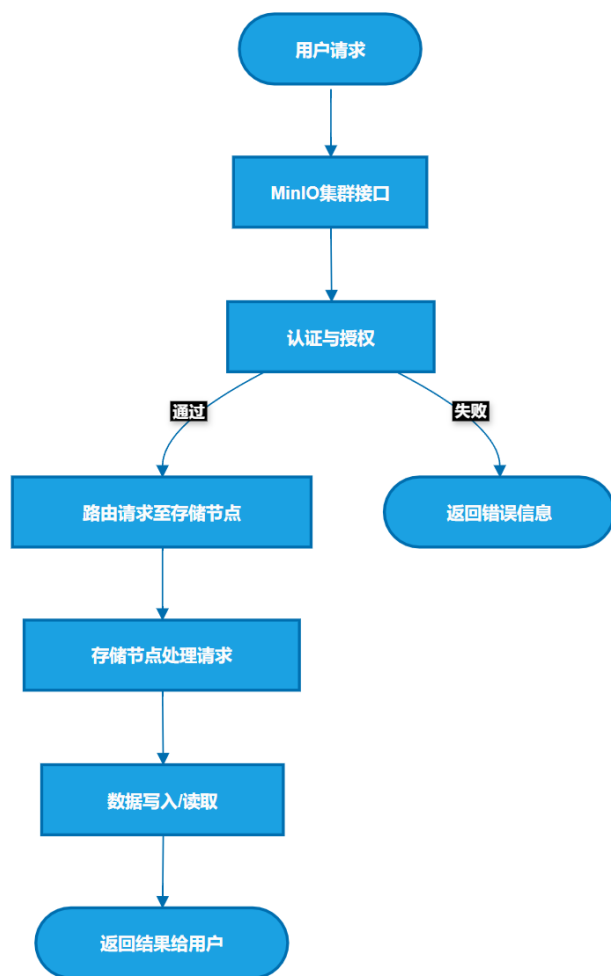 用户请求
MinIO集群接口
认证与授权
通过
失败
路由请求至存储节点
返回错误信息
存储节点处理请求
数据写入/读取
返回结果给用户